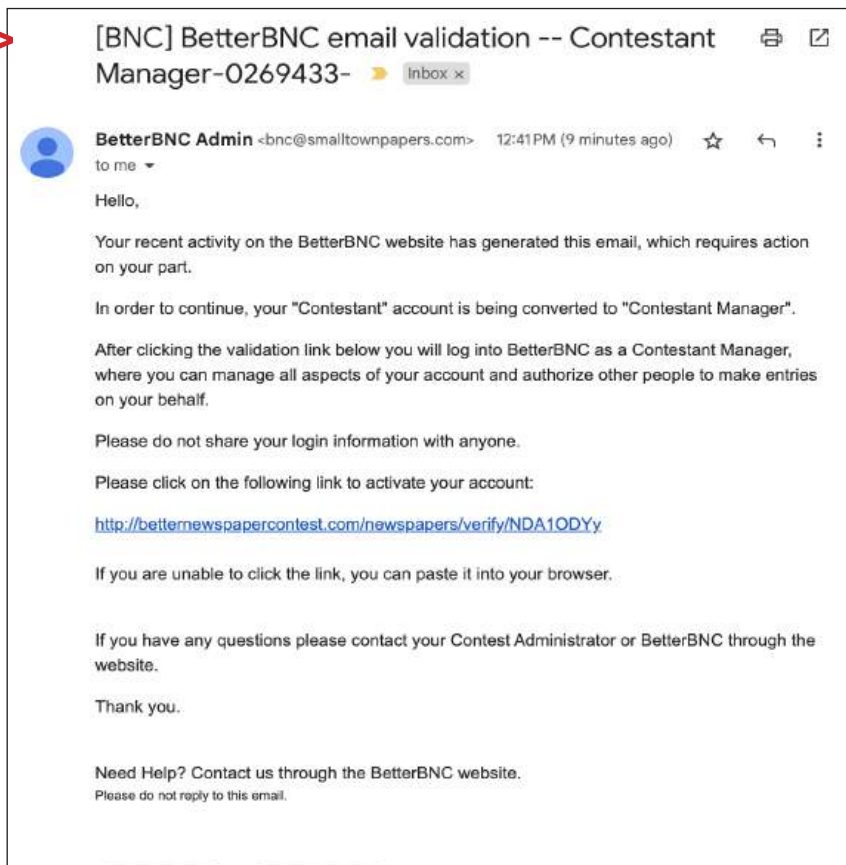 [BNC] BetterBNC email validation -- Contestant
Manager-0269433- Inbox x
BetterBNC Admin <bnc@smalltownpapers.com> 12:41 PM (9 minutes ago)
to me
Hello,
Your recent activity on the BetterBNC website has generated this email, which requires action
on your part.
In order to continue, your "Contestant" account is being converted to "Contestant Manager".
After clicking the validation link below you will log into BetterBNC as a Contestant Manager,
where you can manage all aspects of your account and authorize other people to make entries
on your behalf.
Please do not share your login information with anyone.
Please click on the following link to activate your account:
http://betternewspapercontest.com/newspapers/verify/NDA1ODYy
If you are unable to click the link, you can paste it into your browser.
If you have any questions please contact your Contest Administrator or BetterBNC through the
website.
Thank you.
Need Help? Contact us through the BetterBNC website.
Please do not reply to this email.